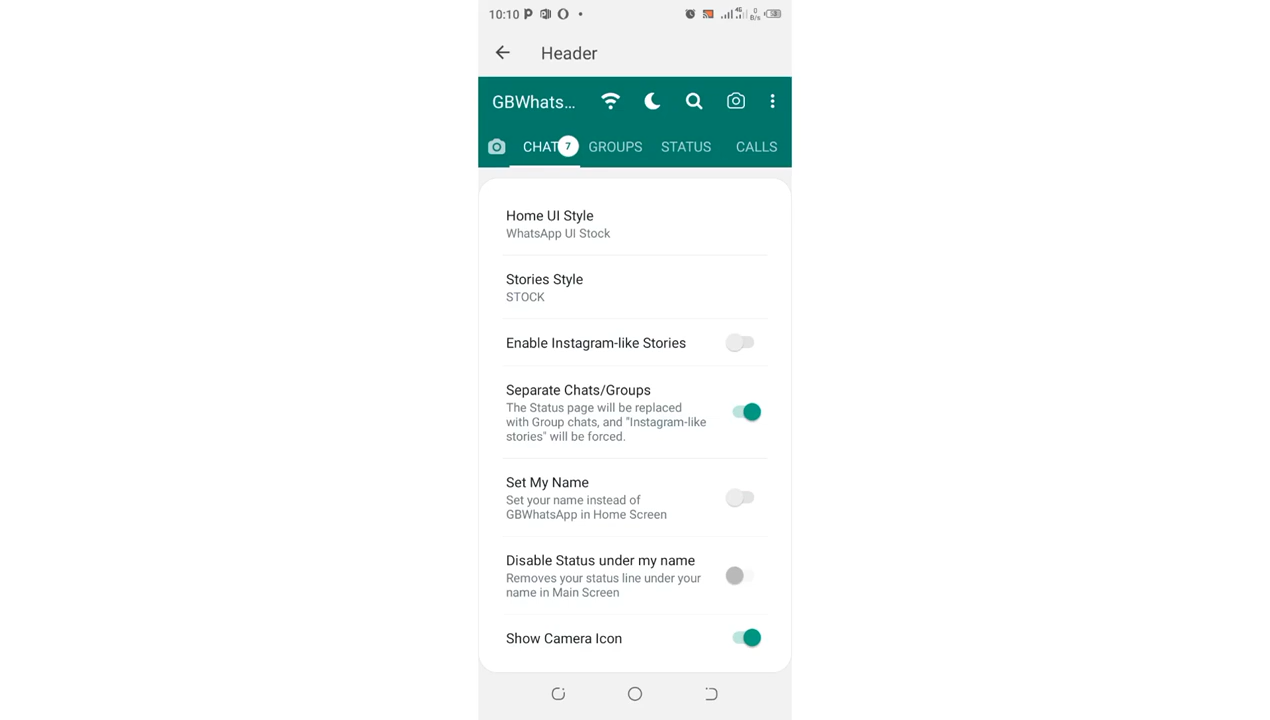 10:10
4G 0 B/s 53
Header
GBWhats...
CHAT 7 GROUPS STATUS CALLS
Home UI Style
WhatsApp UI Stock
Stories Style
STOCK
Enable Instagram-like Stories
Separate Chats/Groups
The Status page will be replaced
with Group chats, and "Instagram-like
stories" will be forced.
Set My Name
Set your name instead of
GBWhatsApp in Home Screen
Disable Status under my name
Removes your status line under your
name in Main Screen
Show Camera Icon